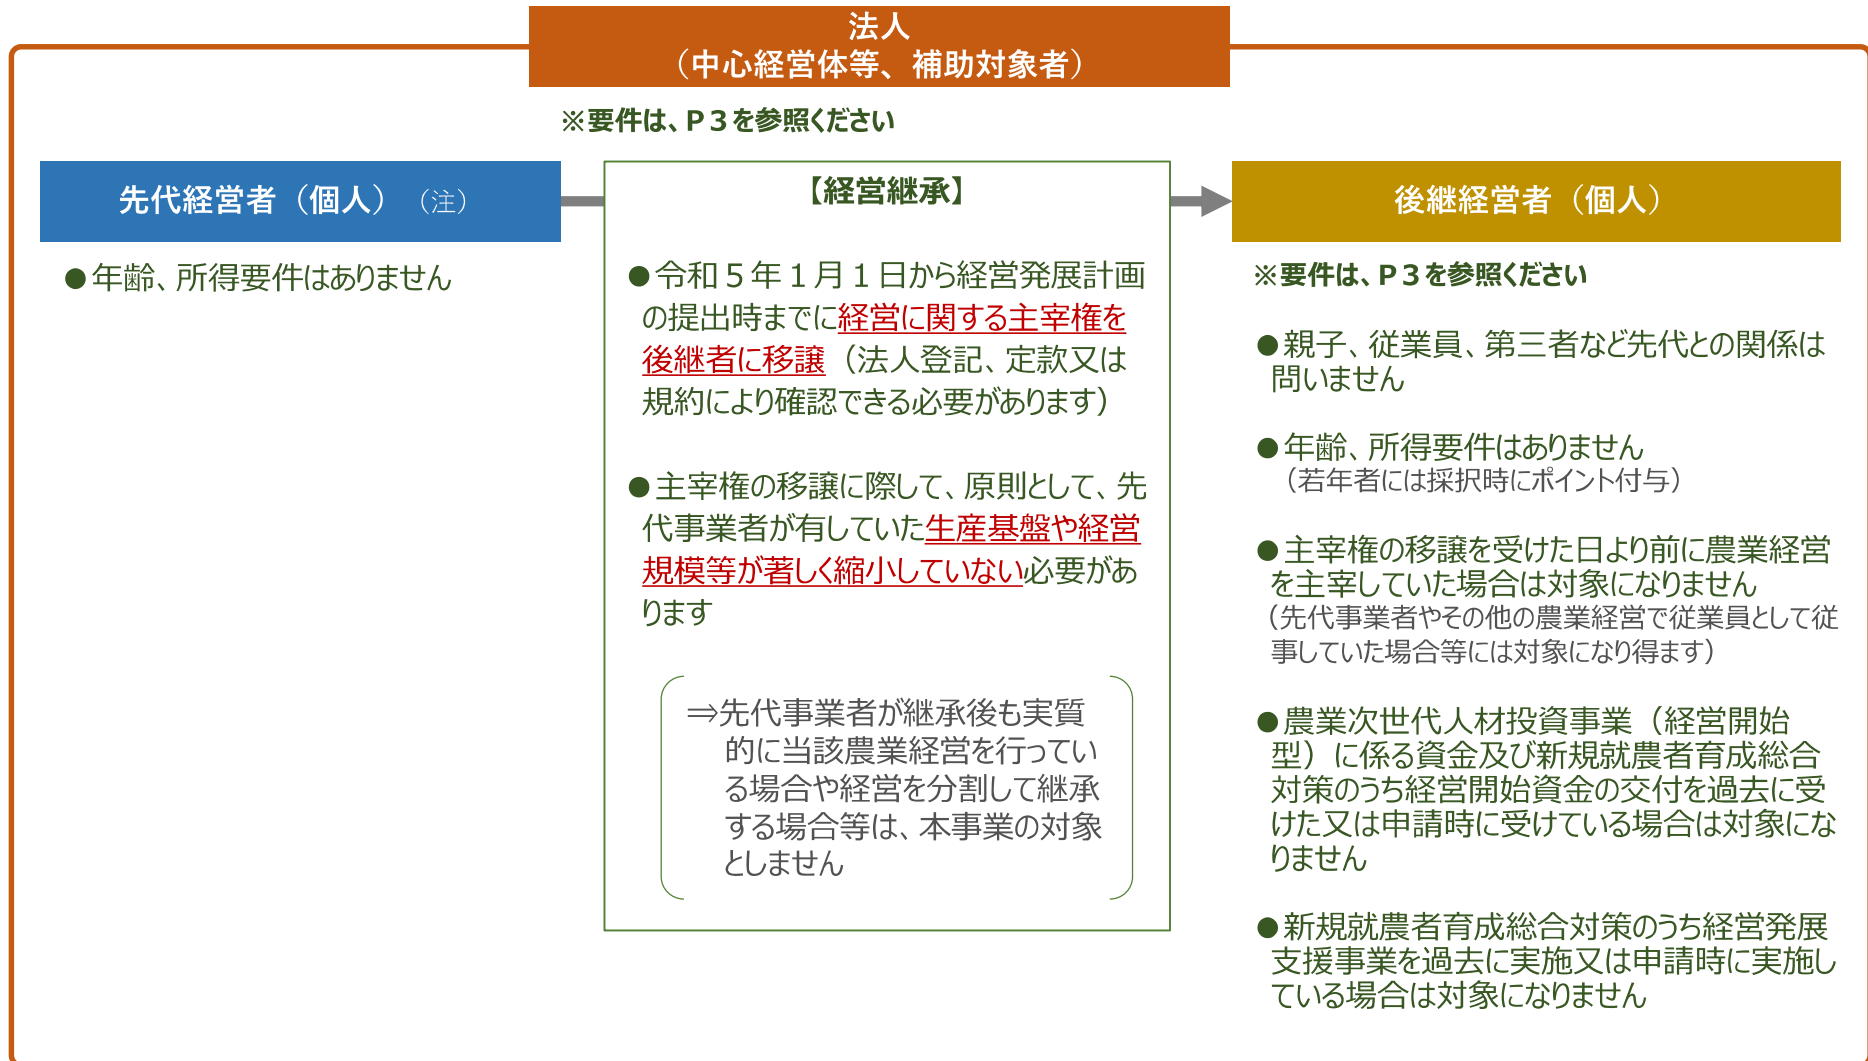 法人
（中心経営体等、補助対象者）
※要件は、P３を参照ください
先代経営者（個人）（注）
●年齢、所得要件はありません
【経営継承】
●令和５年１月１日から経営発展計画
の提出時までに経営に関する主宰権を
後継者に移譲（法人登記、定款又は
規約により確認できる必要があります）
●主宰権の移譲に際して、原則として、先
代事業者が有していた生産基盤や経営
規模等が著しく縮小していない必要があ
ります
⇒先代事業者が継承後も実質
的に当該農業経営を行ってい
る場合や経営を分割して継承
する場合等は、本事業の対象
としません
後継経営者（個人）
※要件は、P３を参照ください
●親子、従業員、第三者など先代との関係は
問いません
●年齢、所得要件はありません
（若年者には採択時にポイント付与）
●主宰権の移譲を受けた日より前に農業経営
を主宰していた場合は対象になりません
（先代事業者やその他の農業経営で従業員として従
事していた場合等には対象になり得ます）
●農業次世代人材投資事業（経営開始
型）に係る資金及び新規就農者育成総合
対策のうち経営開始資金の交付を過去に受
けた又は申請時に受けている場合は対象にな
りません
●新規就農者育成総合対策のうち経営発展
支援事業を過去に実施又は申請時に実施し
ている場合は対象になりません